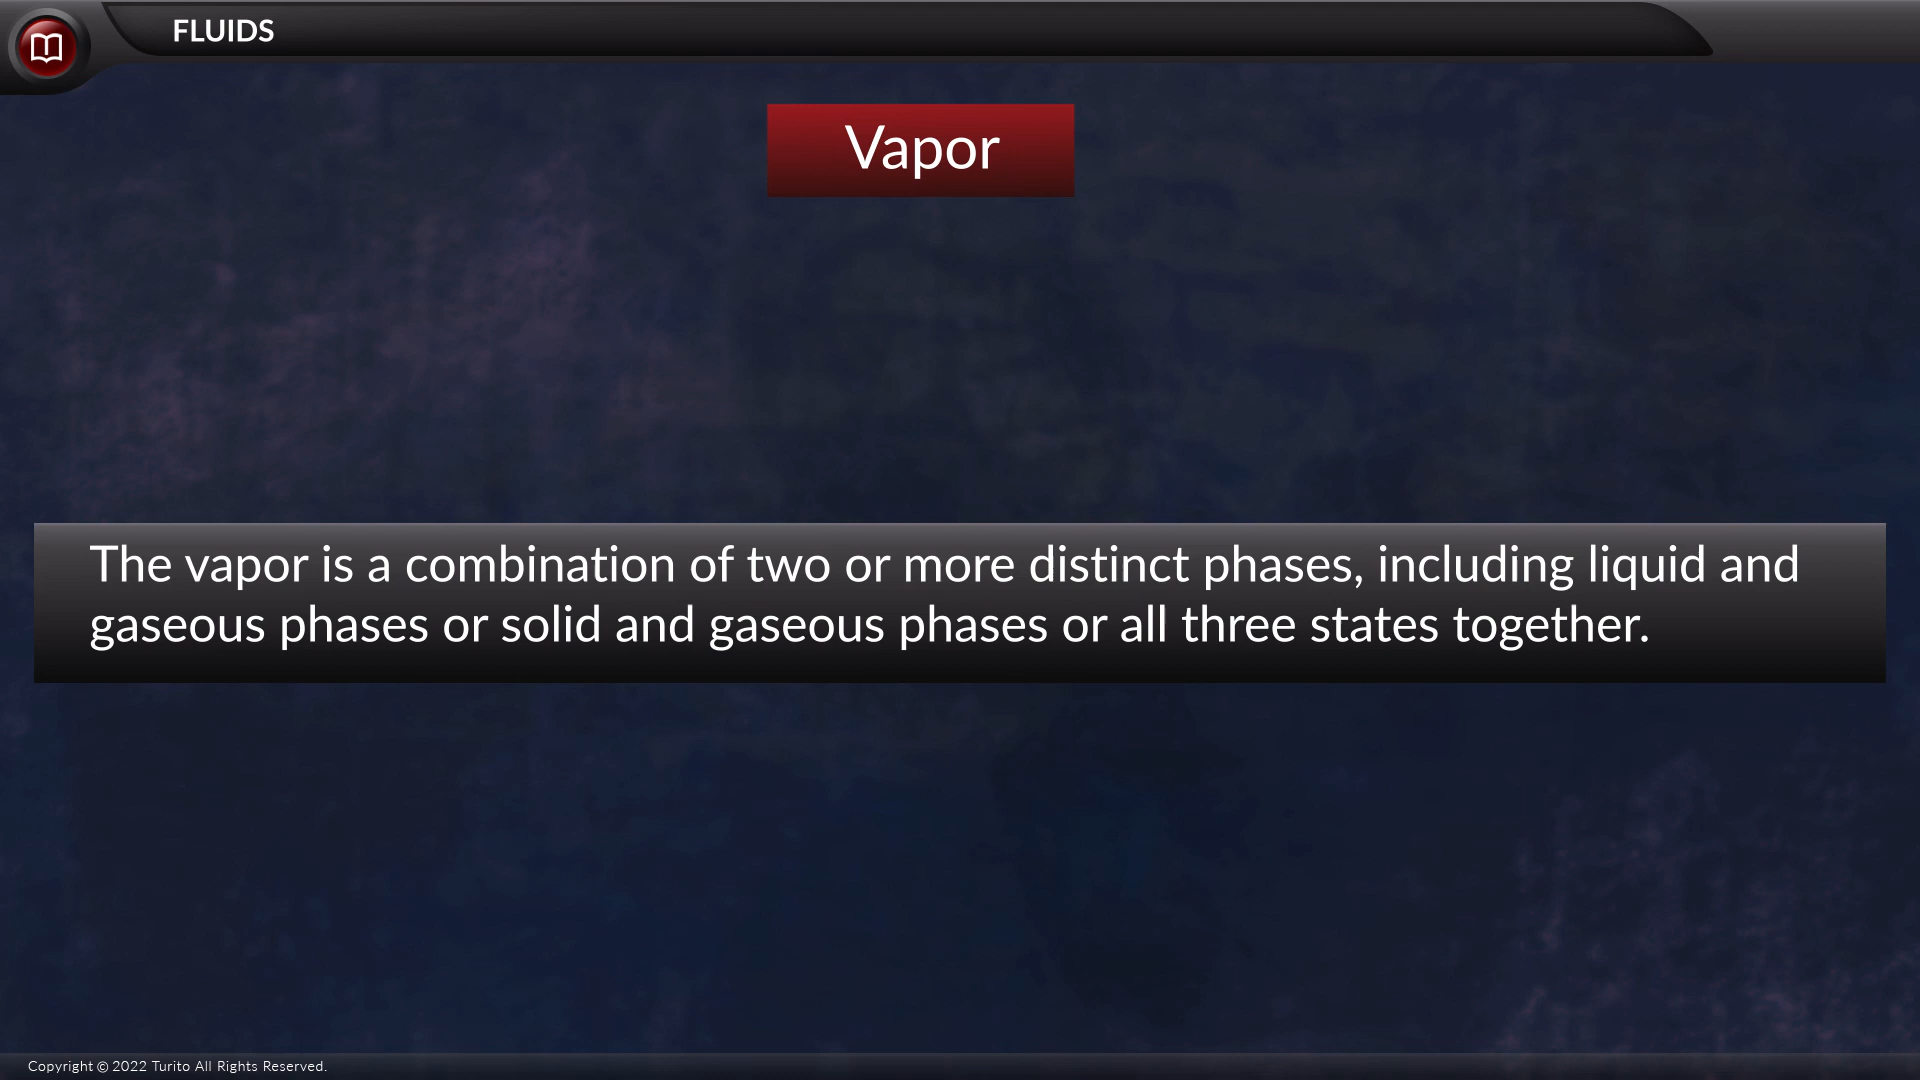 FLUIDS
Vapor
The vapor is a combination of two or more distinct phases, including liquid and
gaseous phases or solid and gaseous phases or all three states together.
Copyright © 2022 Turito All Rights Reserved.